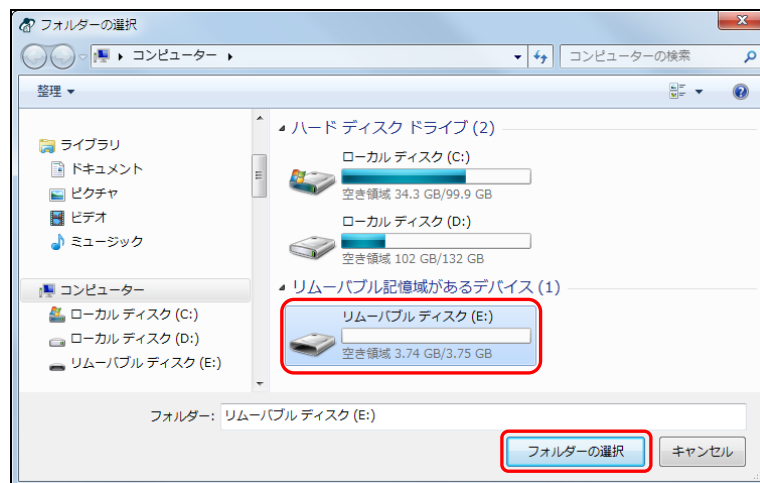 フォルダーの選択
コンピューター
コンピューターの検索
整理
ライブラリ
ドキュメント
ピクチャ
ビデオ
ミュージック
コンピューター
ローカル ディスク (C:)
ローカル ディスク (D:)
リムーバブル ディスク (E:)
ハード ディスク ドライブ (2)
ローカル ディスク (C:)
空き領域 34.3 GB/99.9 GB
ローカル ディスク (D:)
空き領域 102 GB/132 GB
リムーバブル記憶域があるデバイス (1)
リムーバブル ディスク (E:)
空き領域 3.74 GB/3.75 GB
フォルダー: リムーバブル ディスク (E:)
フォルダーの選択 キャンセル